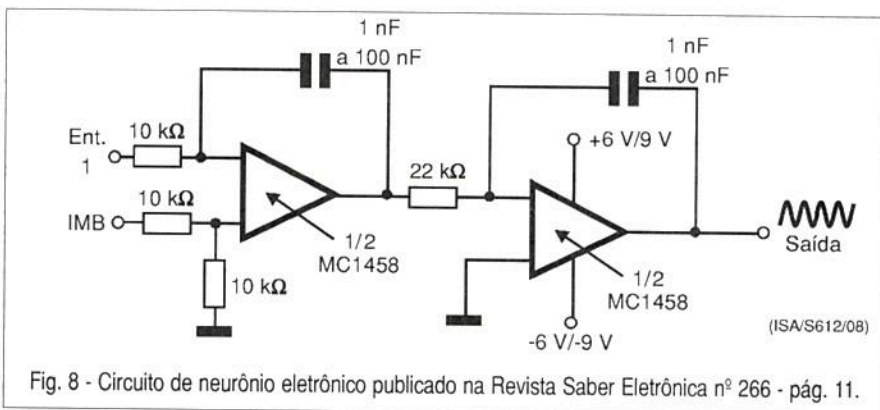 1 nF
a 100 nF
1 nF
a 100 nF
Ent.
1
10 kΩ
+6 V/9 V
22 kΩ
10 kΩ
IMB
1/2
MC1458
10 kΩ
Saída
1/2
MC1458
-6 V/-9 V
(ISA/S612/08)
Fig. 8 - Circuito de neurônio eletrônico publicado na Revista Saber Eletrônica nº 266 - pág. 11.